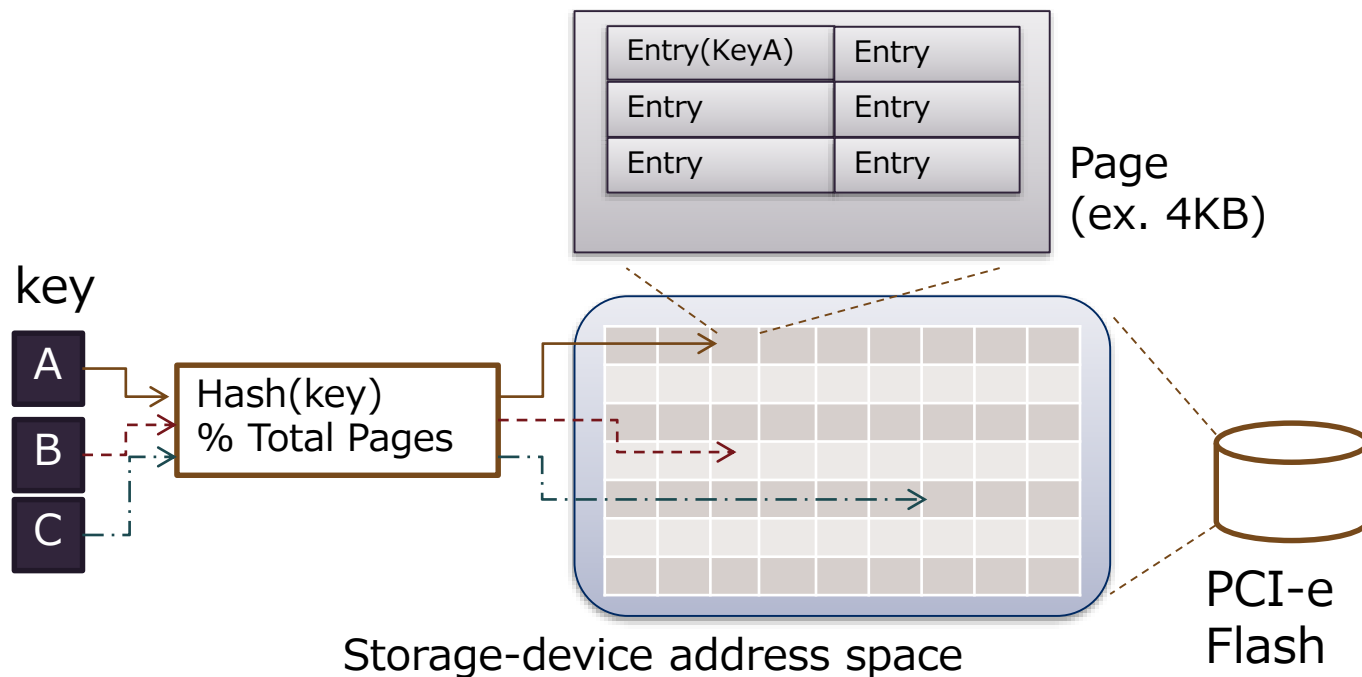 Entry(KeyA) Entry
Entry Entry
Entry Entry
Page
(ex. 4KB)
key
A
B
C
Hash(key)
% Total Pages
PCI-e
Flash
Storage-device address space